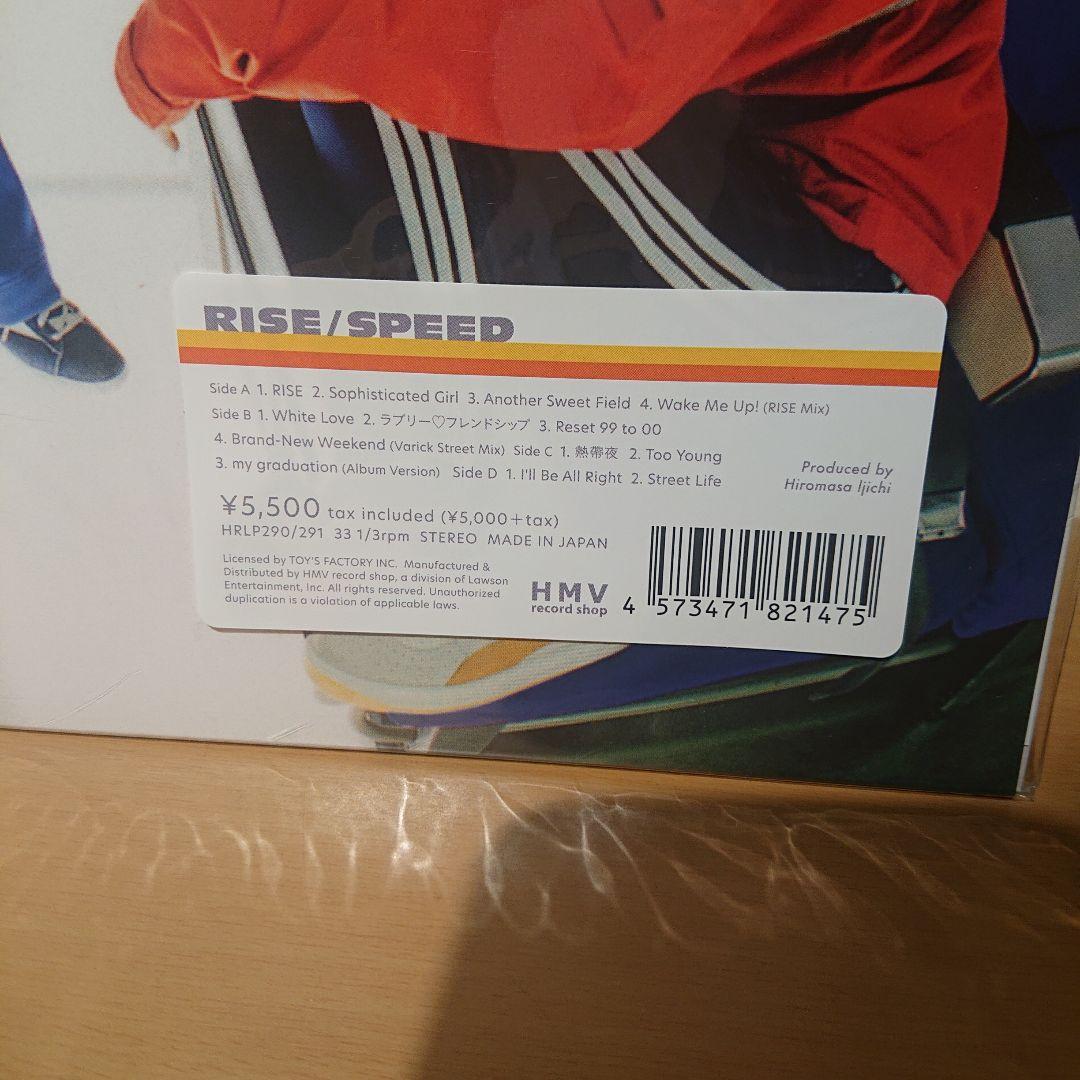 RISE/SPEED
Side A 1. RISE 2. Sophisticated Girl 3. Another Sweet Field 4. Wake Me Up! (RISE Mix)
Side B 1. White Love 2. ラブリー♡フレンドシップ 3. Reset 99 to 00
4. Brand-New Weekend (Varick Street Mix) Side C 1. 熱帯夜 2. Too Young
3. my graduation (Album Version) Side D 1. I'll Be All Right 2. Street Life
Produced by
Hiromasa Ijichi
¥5,500 tax included (¥5,000+tax)
HRLP290/291 33 1/3rpm STEREO MADE IN JAPAN
Licensed by TOY'S FACTORY INC. Manufactured &
Distributed by HMV record shop, a division of Lawson
Entertainment, Inc. All rights reserved. Unauthorized
duplication is a violation of applicable laws.
HMV
record shop
4 573471 821475